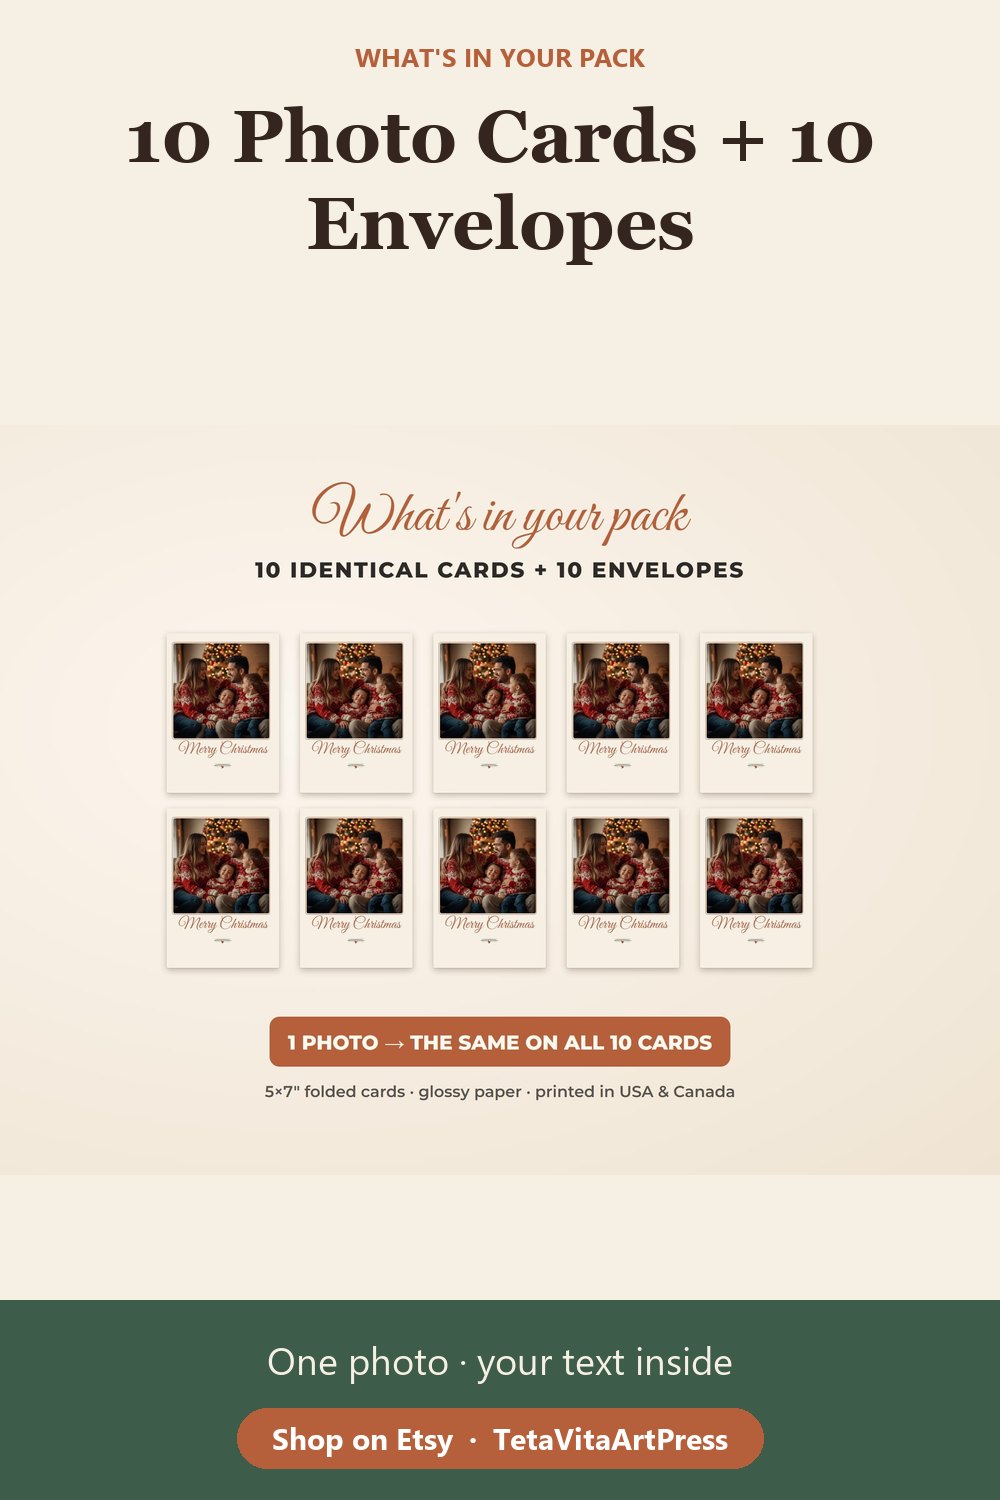 WHAT'S IN YOUR PACK
10 Photo Cards + 10
Envelopes
What's in your pack
10 IDENTICAL CARDS + 10 ENVELOPES
Merry Christmas
Merry Christmas
Merry Christmas
Merry Christmas
Merry Christmas
Merry Christmas
Merry Christmas
Merry Christmas
Merry Christmas
Merry Christmas
1 PHOTO → THE SAME ON ALL 10 CARDS
5×7" folded cards · glossy paper · printed in USA & Canada
One photo · your text inside
Shop on Etsy · TetaVitaArtPress